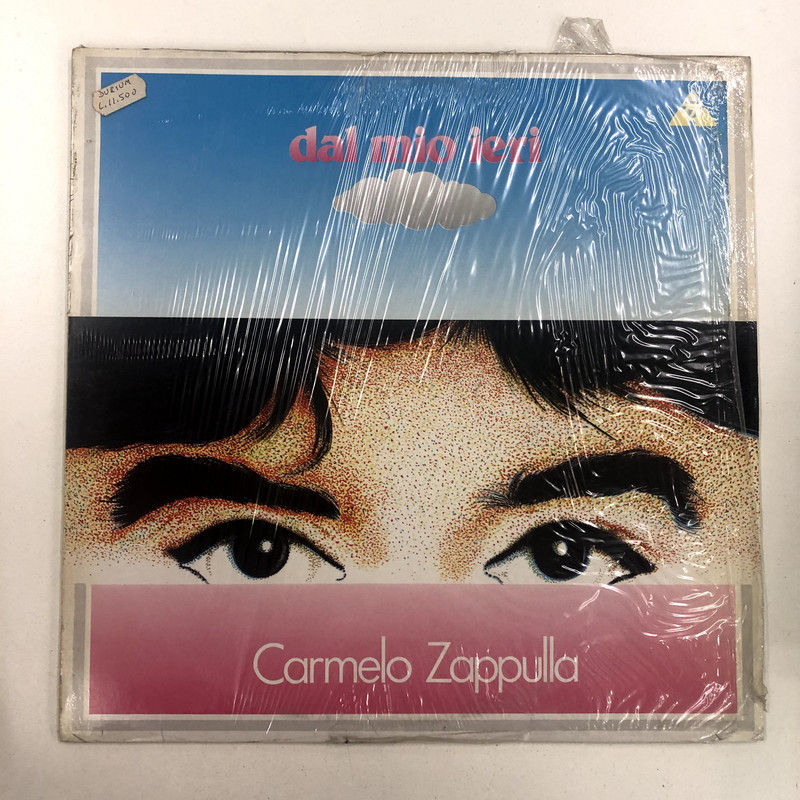 DURIUM
L.11.500
dal mio ieri
Carmelo Zappulla